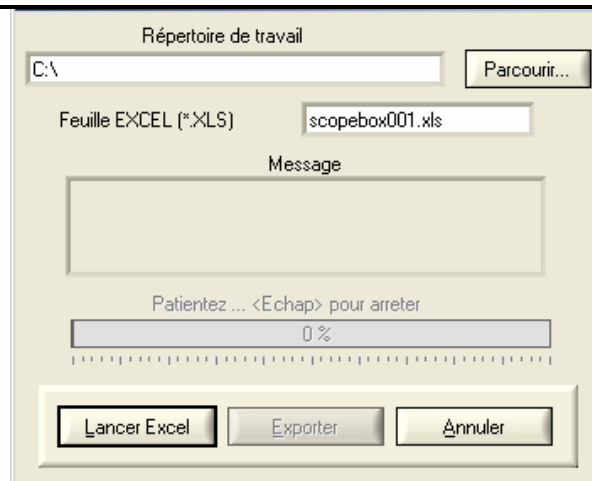 Répertoire de travail
C:\
Parcourir...
Feuille EXCEL (*.XLS)
scopebox001.xls
Message
Patientez ... <Echap> pour arreter
0 %
Lancer Excel
Exporter
Annuler